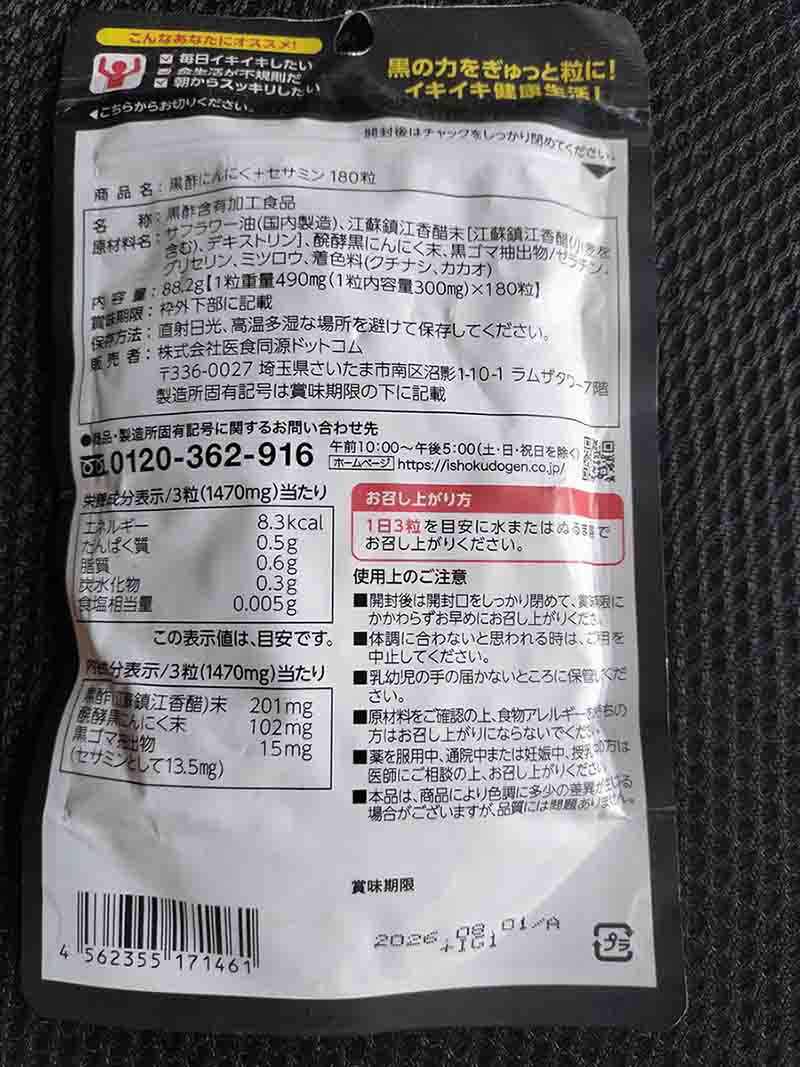 こんなあなたにオススメ!
毎日イキイキしたい
食生活が不規則だ
朝からスッキリしたい
◀こちらからお切りください。
黒の力をぎゅっと粒に!
イキイキ健康生活!
開封後はチャックをしっかり閉めてください。
商品名:黒酢にんにく+セサミン 180粒
名称:黒酢含有加工食品
原材料名:サフラワー油(国内製造)、江蘇鎮江香醋末[江蘇鎮江香醋(小麦を
含む)、デキストリン]、醗酵黒にんにく末、黒ゴマ抽出物/ゼラチン、
グリセリン、ミツロウ、着色料(クチナシ、カカオ)
内容量:88.2g【1粒重量490mg(1粒内容量300mg)×180粒】
賞味期限:枠外下部に記載
保存方法:直射日光、高温多湿な場所を避けて保存してください。
販売者:株式会社医食同源ドットコム
〒336-0027 埼玉県さいたま市南区沼影1-10-1 ラムザタワー7階
製造所固有記号は賞味期限の下に記載
●商品・製造所固有記号に関するお問い合わせ先
0120-362-916
午前10:00~午後5:00(土・日・祝日を除く)
ホームページ https://ishokudogen.co.jp/
栄養成分表示/3粒(1470mg)当たり
エネルギー 8.3kcal
たんぱく質 0.5g
脂質 0.6g
炭水化物 0.3g
食塩相当量 0.005g
この表示値は、目安です。
内容成分表示/3粒(1470mg)当たり
黒酢(江蘇鎮江香醋)末 201mg
醗酵黒にんにく末 102mg
黒ゴマ抽出物 15mg
(セサミンとして13.5mg)
お召し上がり方
1日3粒を目安に水またはぬるま湯で
お召し上がりください。
使用上のご注意
■開封後は開封口をしっかり閉めて、賞味期限に
かかわらずお早めにお召し上がりください。
■体調に合わないと思われる時は、ご使用を
中止してください。
■乳幼児の手の届かないところに保管してくだ
さい。
■原材料をご確認の上、食物アレルギーをお持ちの
方はお召し上がりにならないでください。
■薬を服用中、通院中または妊娠中、授乳中の方は
医師にご相談の上、お召し上がりください。
■本品は、商品により色調に多少の差異が生じる
場合がございますが、品質には問題ありません。
賞味期限
2026.08.01/A
+IG1
4 562355 171461
プラ